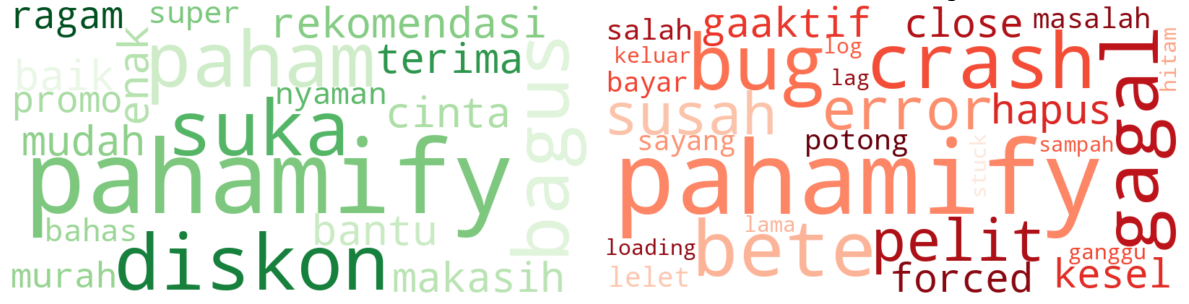 ragam
super
rekomendasi
paham
terima
enak
baik
promo
nyaman
cinta
bagus
mudah
suka
pahamify
bahas
bantu
diskon
murah
makasih
salah
gaaktif
close
masalah
keluar
log
bug
crash
gagal
hitam
bayar
lag
susah
error
hapus
sayang
potong
stuck
sampah
pahamify
lama
loading
bete
pelit
ganggu
lelet
forced
kesel